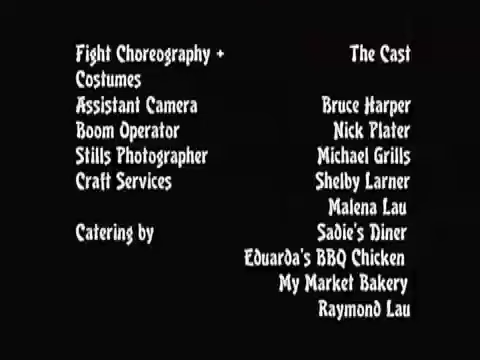 Fight Choreography + The Cast
Costumes
Assistant Camera Bruce Harper
Boom Operator Nick Plater
Stills Photographer Michael Grills
Craft Services Shelby Larner
Malena Lau
Catering by Sadie's Diner
Eduarda's BBQ Chicken
My Market Bakery
Raymond Lau